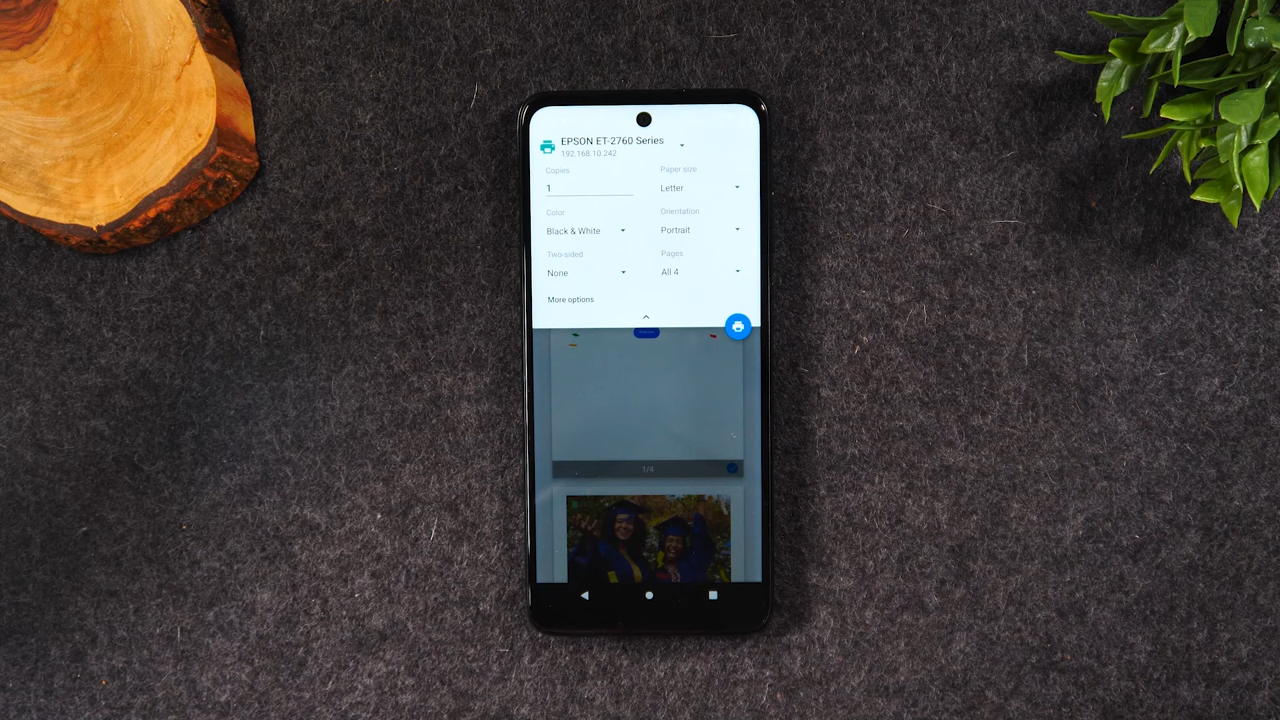 EPSON ET-2760 Series
192.168.10.242
Copies
Paper size
1
Letter
Color
Orientation
Black & White
Portrait
Two-sided
Pages
None
All 4
More options
1/4